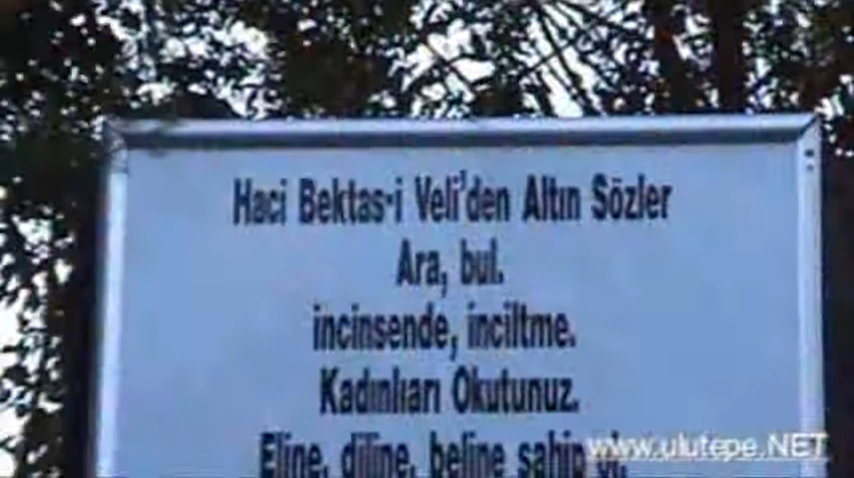 Haci Bektas-i Veli'den Altın Sözler
Ara, bul.
incinsende, inciltme.
Kadınları Okutunuz.
Eline, diline, beline sahip
www.ulutepe.NET